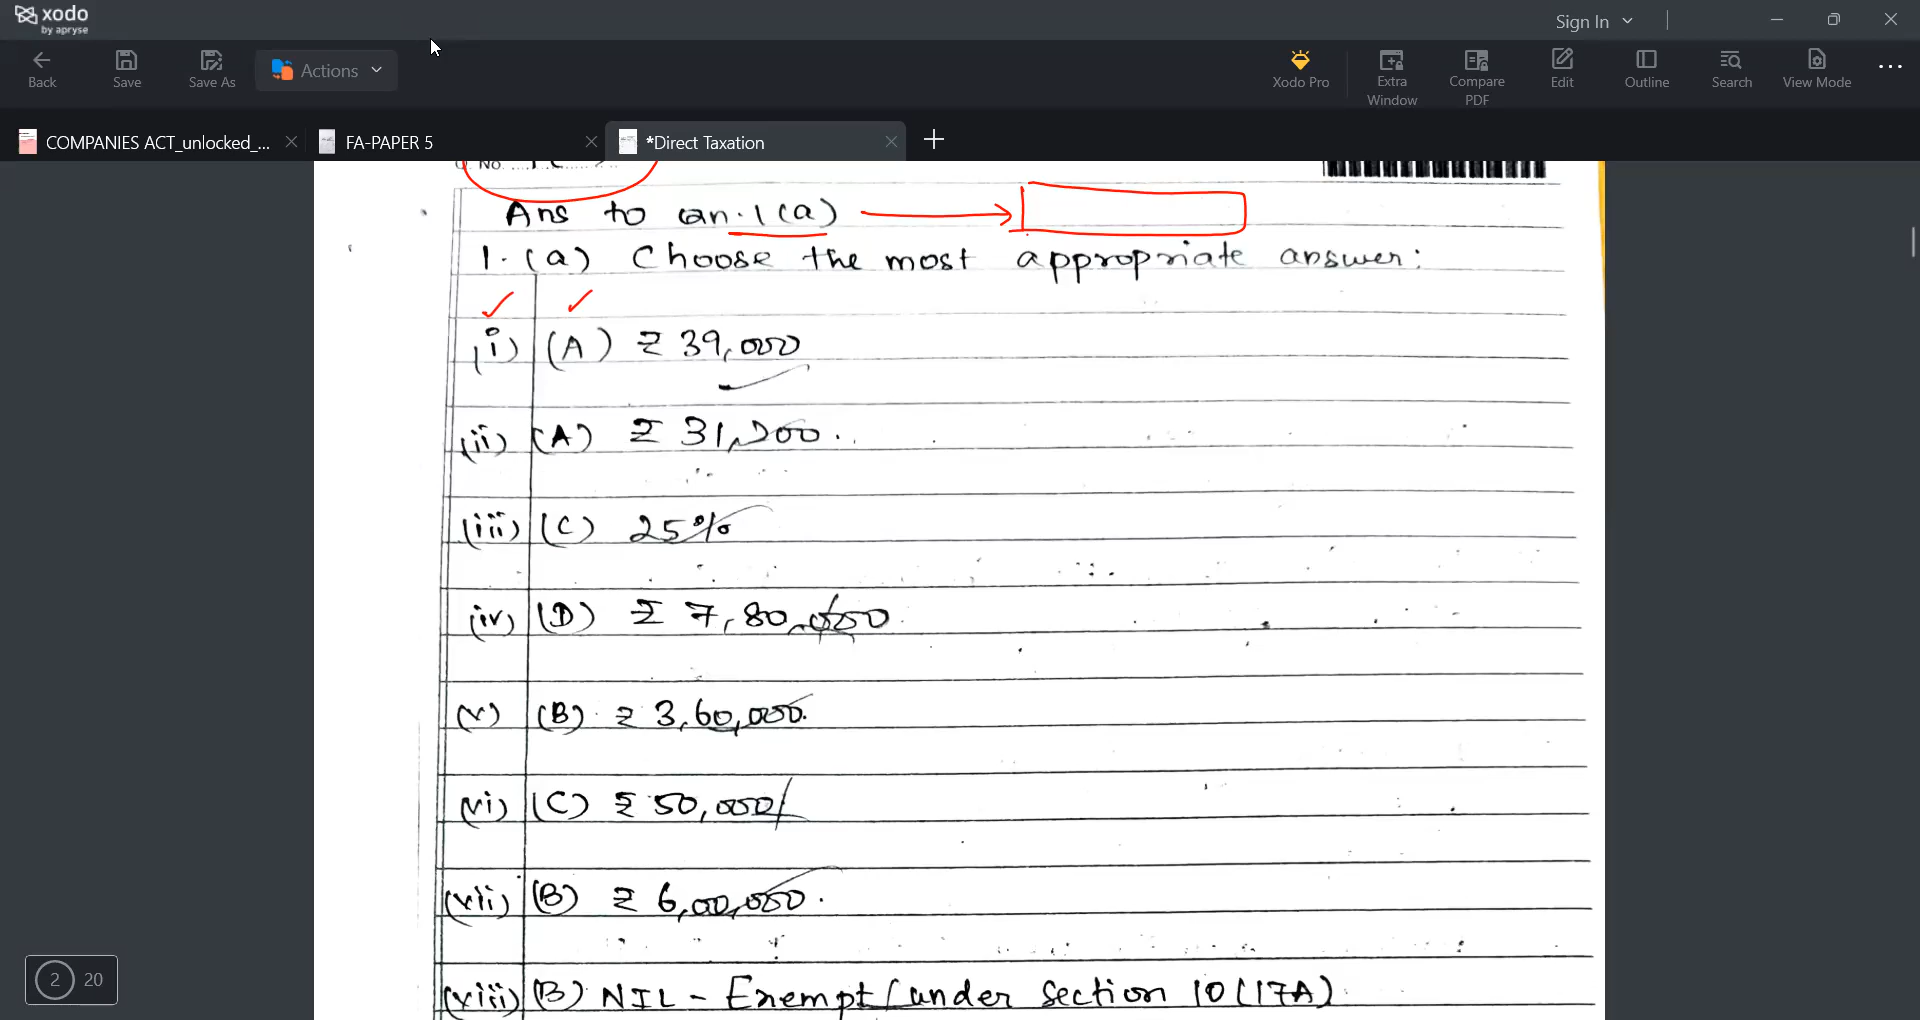 xodo
by apryse
Sign In
Back
Save
Save As
Actions
Xodo Pro
Extra Window
Compare PDF
Edit
Outline
Search
View Mode
COMPANIES ACT_unlocked_...
FA-PAPER 5
*Direct Taxation
No.
Ans to Qn.1(a)
1.(a) Choose the most appropriate answer:
(i) (A) ₹ 39,000
(ii) (A) ₹ 31,200.
(iii) (C) 25%
(iv) (D) ₹ 7,80,000
(v) (B) ₹ 3,60,000.
(vi) (C) ₹ 50,000/
(vii) (B) ₹ 6,00,000.
(viii) (B) NIL - Exempt under section 10(17A)
2 20